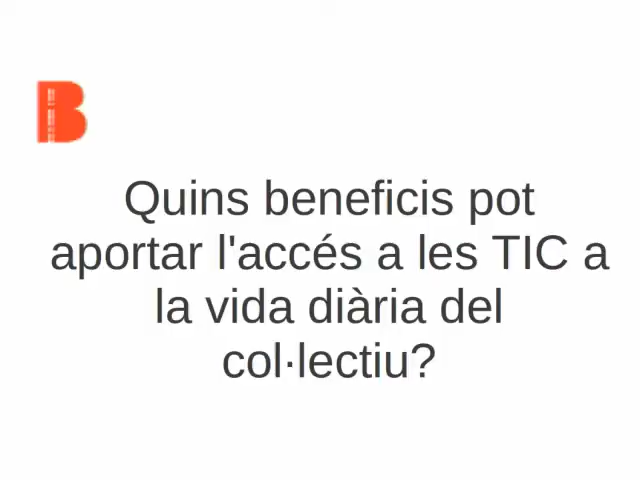 B
Quins beneficis pot
aportar l'accés a les TIC a
la vida diària del
col·lectiu?